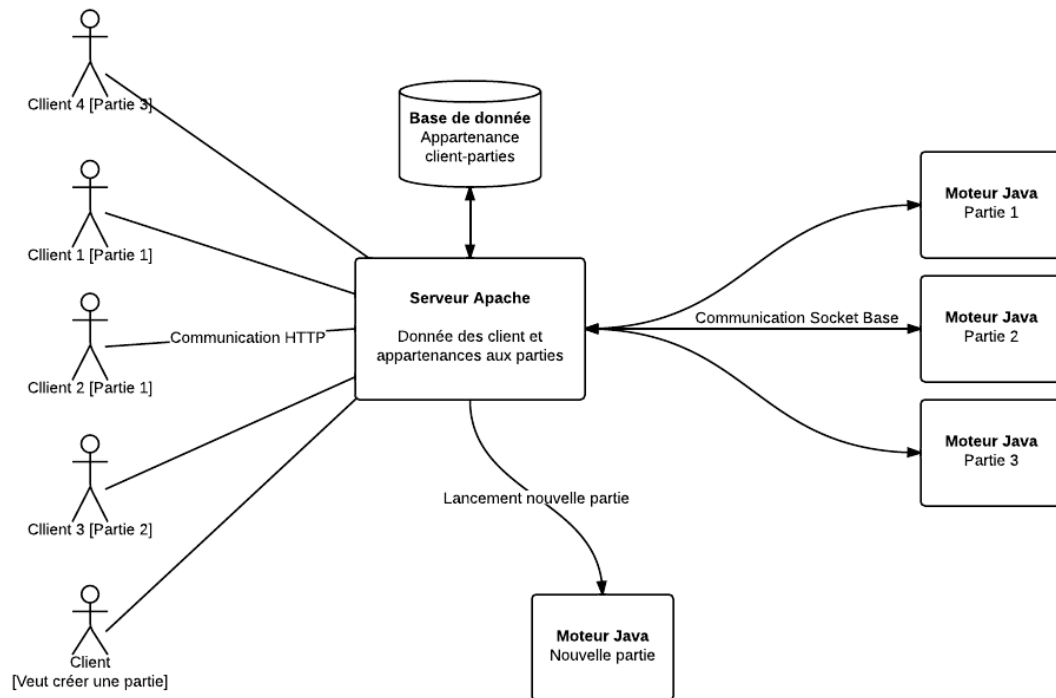 Cllient 4 [Partie 3]
Cllient 1 [Partie 1]
Cllient 2 [Partie 1]
Cllient 3 [Partie 2]
Client
[Veut créer une partie]
Communication HTTP
Base de donnée
Appartenance
client-parties
Serveur Apache
Donnée des client et
appartenances aux parties
Lancement nouvelle partie
Moteur Java
Nouvelle partie
Communication Socket Base
Moteur Java
Partie 1
Moteur Java
Partie 2
Moteur Java
Partie 3